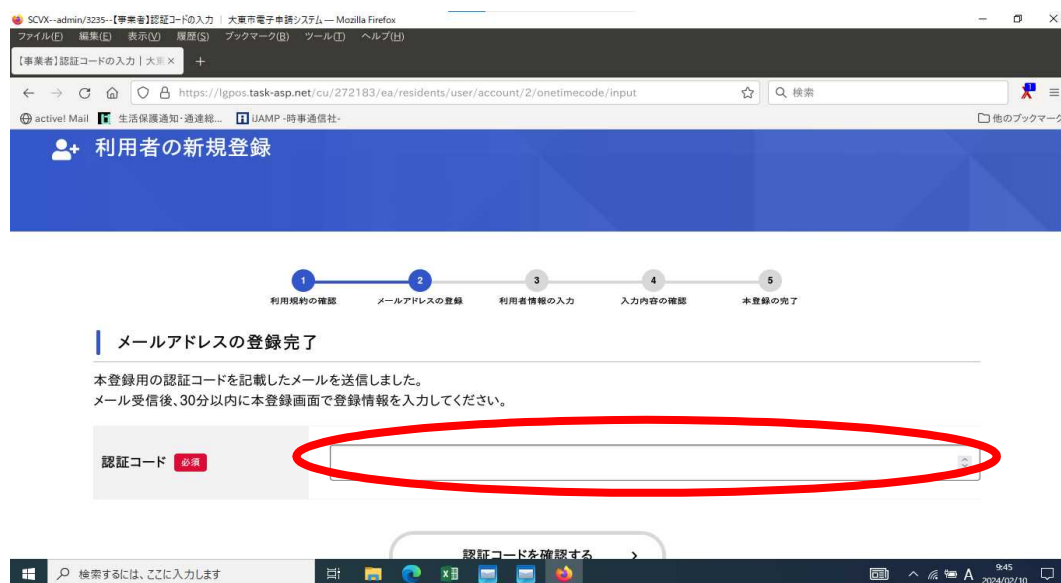 SCVX--admin/3235--【事業者】認証コードの入力 | 大東市電子申請システム — Mozilla Firefox
ファイル(F) 編集(E) 表示(V) 履歴(S) ブックマーク(B) ツール(T) ヘルプ(H)
【事業者】認証コードの入力 | 大東 × +
https://lgpos.task-asp.net/cu/272183/ea/residents/user/account/2/onetimecode/input 検索
active! Mail 生活保護通知・通達総... iJAMP -時事通信社- 他のブックマーク
利用者の新規登録
1 2 3 4 5
利用規約の確認 メールアドレスの登録 利用者情報の入力 入力内容の確認 本登録の完了
メールアドレスの登録完了
本登録用の認証コードを記載したメールを送信しました。
メール受信後、30分以内に本登録画面で登録情報を入力してください。
認証コード 必須
認証コードを確認する
検索するには、ここに入力します A 9:45
2024/02/10